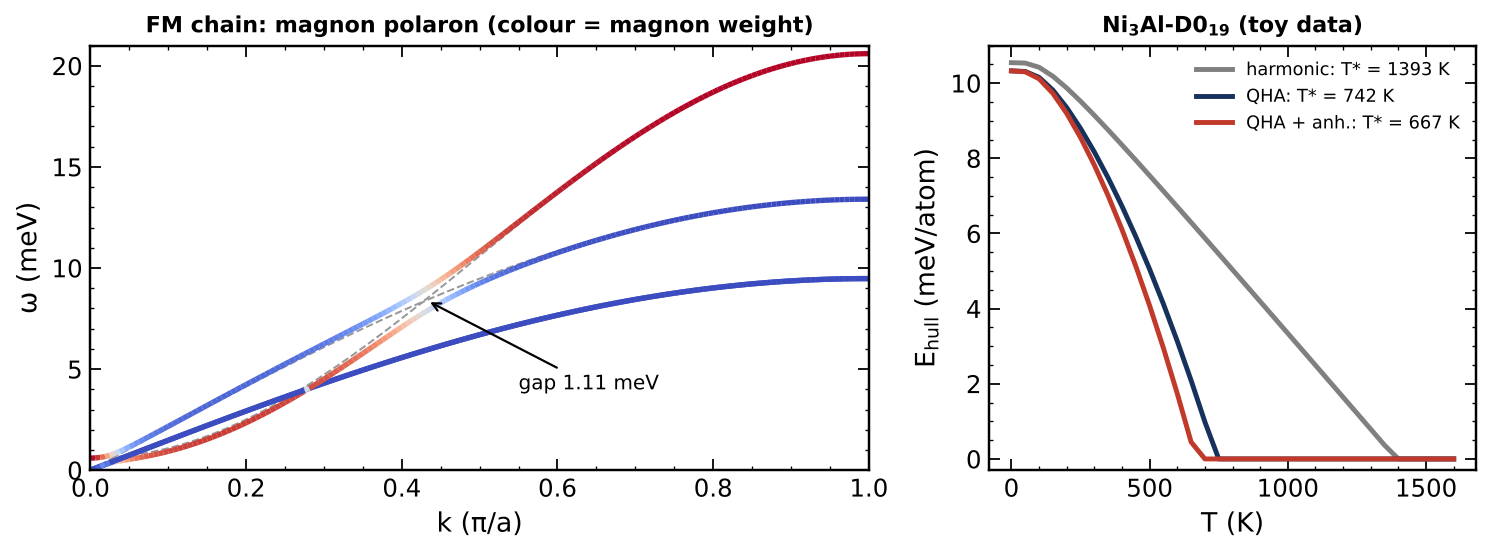 FM chain: magnon polaron (colour = magnon weight)
20
15
10
5
0
ω (meV)
gap 1.11 meV
0.0 0.2 0.4 0.6 0.8 1.0
k (π/a)
Ni₃Al-D0₁₉ (toy data)
harmonic: T* = 1393 K
QHA: T* = 742 K
QHA + anh.: T* = 667 K
10
8
6
4
2
0
E_hull (meV/atom)
0 500 1000 1500
T (K)